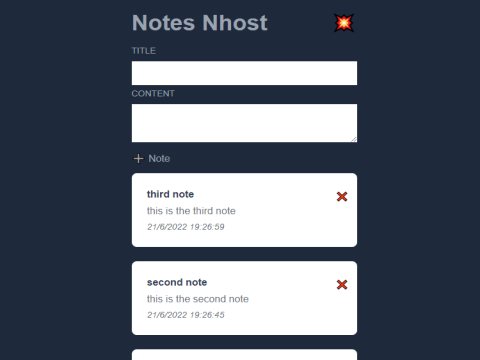 Notes Nhost
TITLE
CONTENT
+ Note
third note
this is the third note
21/6/2022 19:26:59
second note
this is the second note
21/6/2022 19:26:45